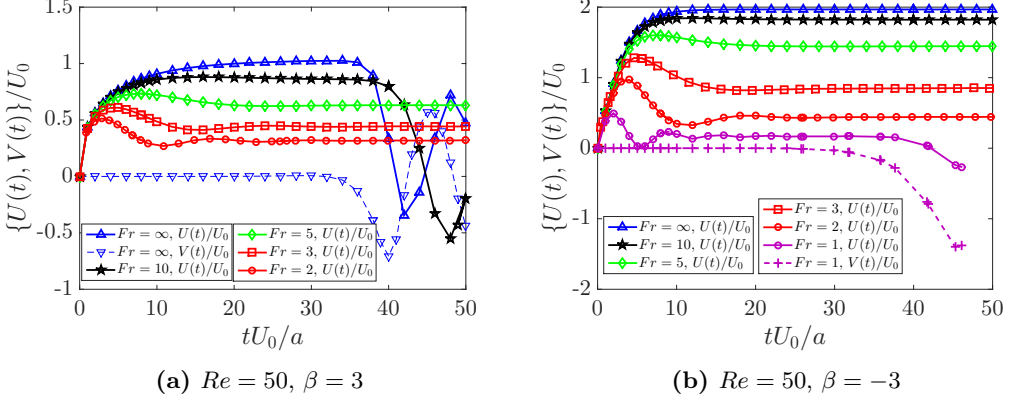 {U(t), V(t)}/U₀
1.5
1
0.5
0
-0.5
-1
0
10
20
30
40
50
tU₀/a
Fr = ∞, U(t)/U₀
Fr = ∞, V(t)/U₀
Fr = 10, U(t)/U₀
Fr = 5, U(t)/U₀
Fr = 3, U(t)/U₀
Fr = 2, U(t)/U₀
(a) Re = 50, β = 3
{U(t), V(t)}/U₀
2
1
0
-1
-2
0
10
20
30
40
50
tU₀/a
Fr = ∞, U(t)/U₀
Fr = 10, U(t)/U₀
Fr = 5, U(t)/U₀
Fr = 3, U(t)/U₀
Fr = 2, U(t)/U₀
Fr = 1, U(t)/U₀
Fr = 1, V(t)/U₀
(b) Re = 50, β = −3